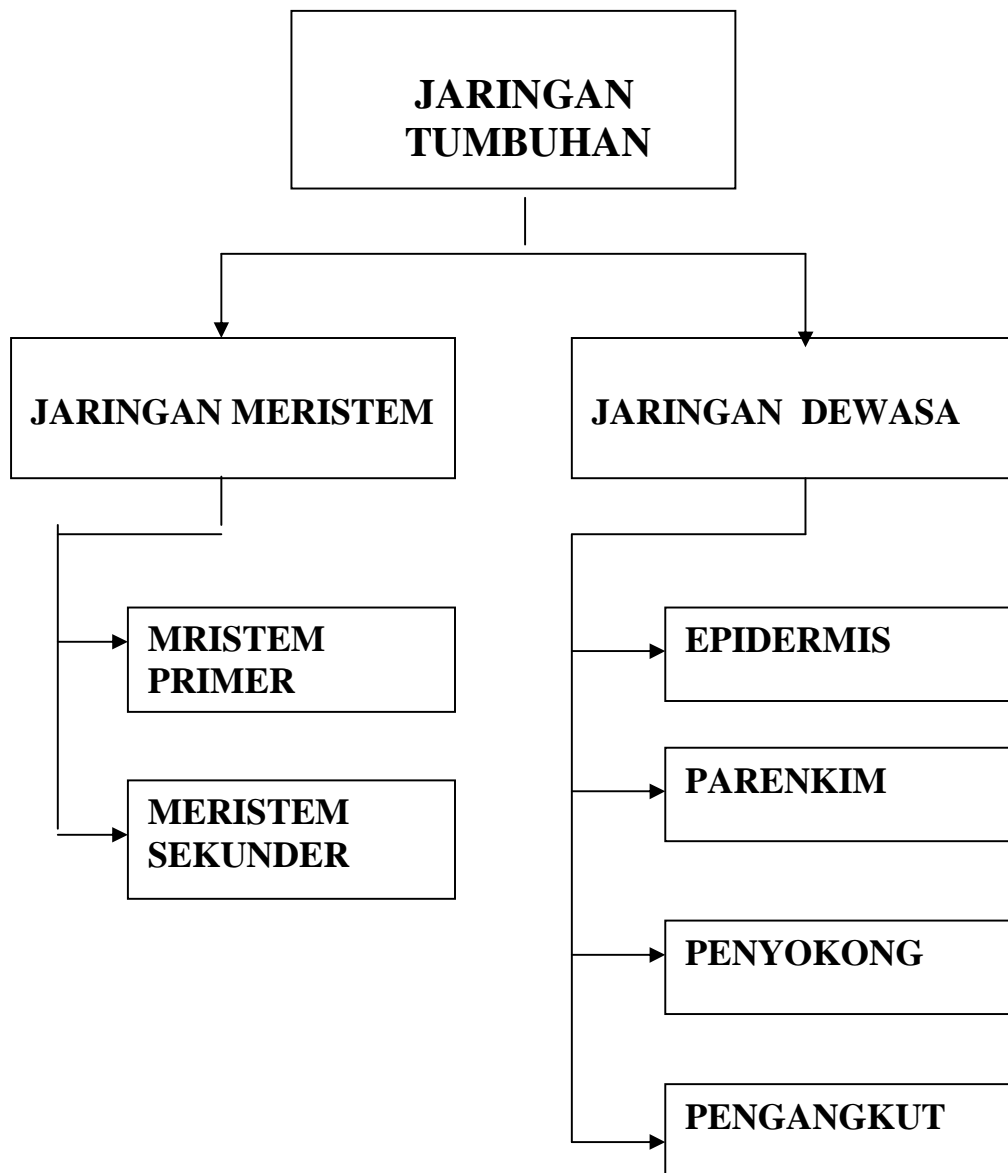 JARINGAN
TUMBUHAN
JARINGAN MERISTEM
JARINGAN DEWASA
MRISTEM
PRIMER
MERISTEM
SEKUNDER
EPIDERMIS
PARENKIM
PENYOKONG
PENGANGKUT